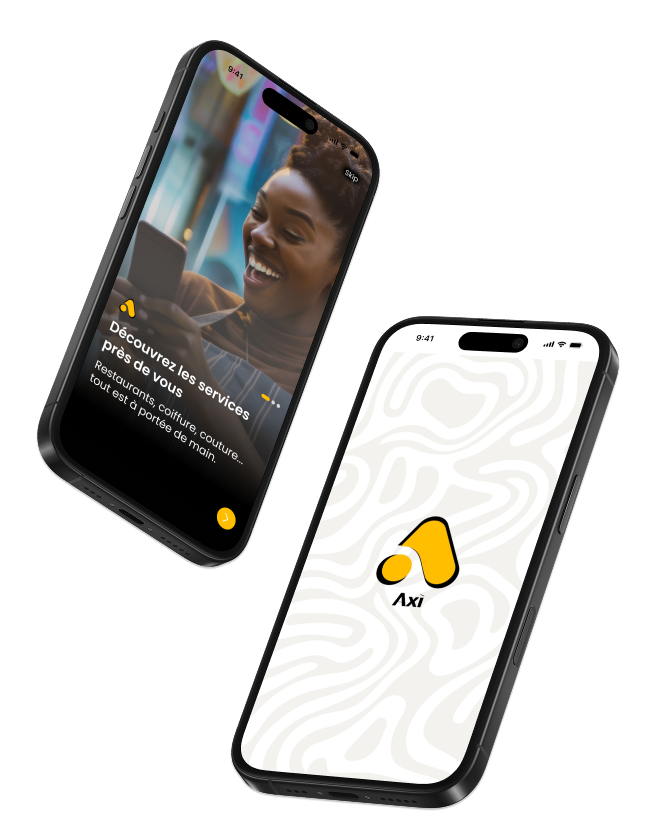 9:41
Skip
Découvrez les services
près de vous
Restaurants, coiffure, couture...
tout est à portée de main.
9:41
Axi